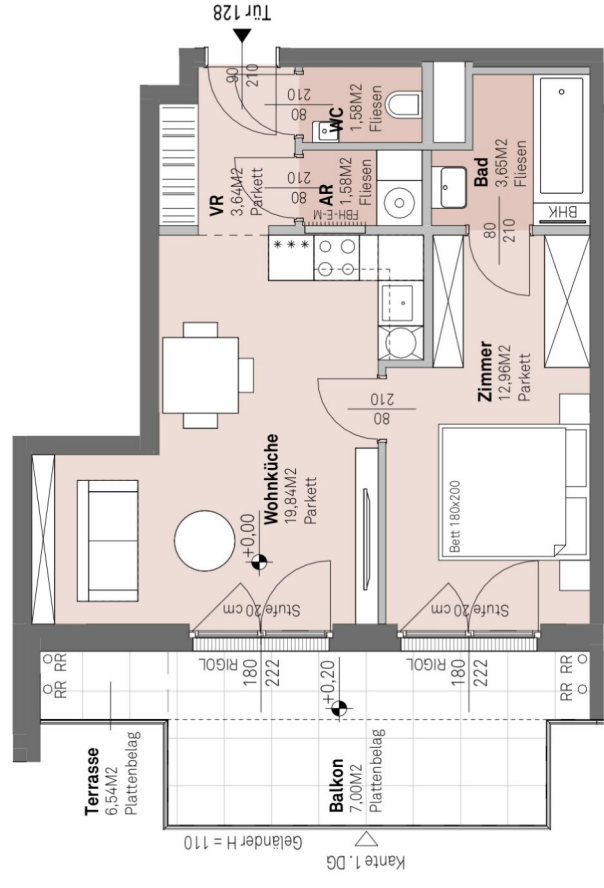 Tür 128
90
210
VR
3,64M2
Parkett
80
210
WC
1,58M2
Fliesen
80
210
AR
1,58M2
Fliesen
FBH-E-M
Bad
3,65M2
Fliesen
BHK
80
210
***
Zimmer
12,96M2
Parkett
80
210
Bett 180x200
Wohnküche
19,84M2
Parkett
+0,00
Stufe 20 cm
Stufe 20 cm
RR
RR
RIGOL
180
222
+0,20
RIGOL
180
222
RR
RR
Terrasse
6,54M2
Plattenbelag
Balkon
7,00M2
Plattenbelag
Geländer H = 110
Kante 1. DG